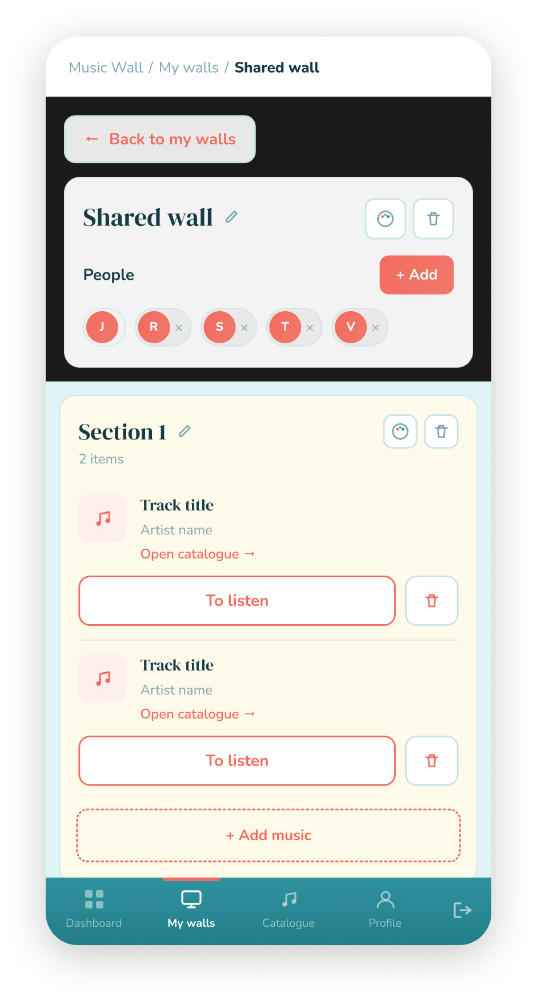 Music Wall / My walls / Shared wall
← Back to my walls
Shared wall
People
+ Add
J R × S × T × V ×
Section 1
2 items
Track title
Artist name
Open catalogue →
To listen
Track title
Artist name
Open catalogue →
To listen
+ Add music
Dashboard My walls Catalogue Profile